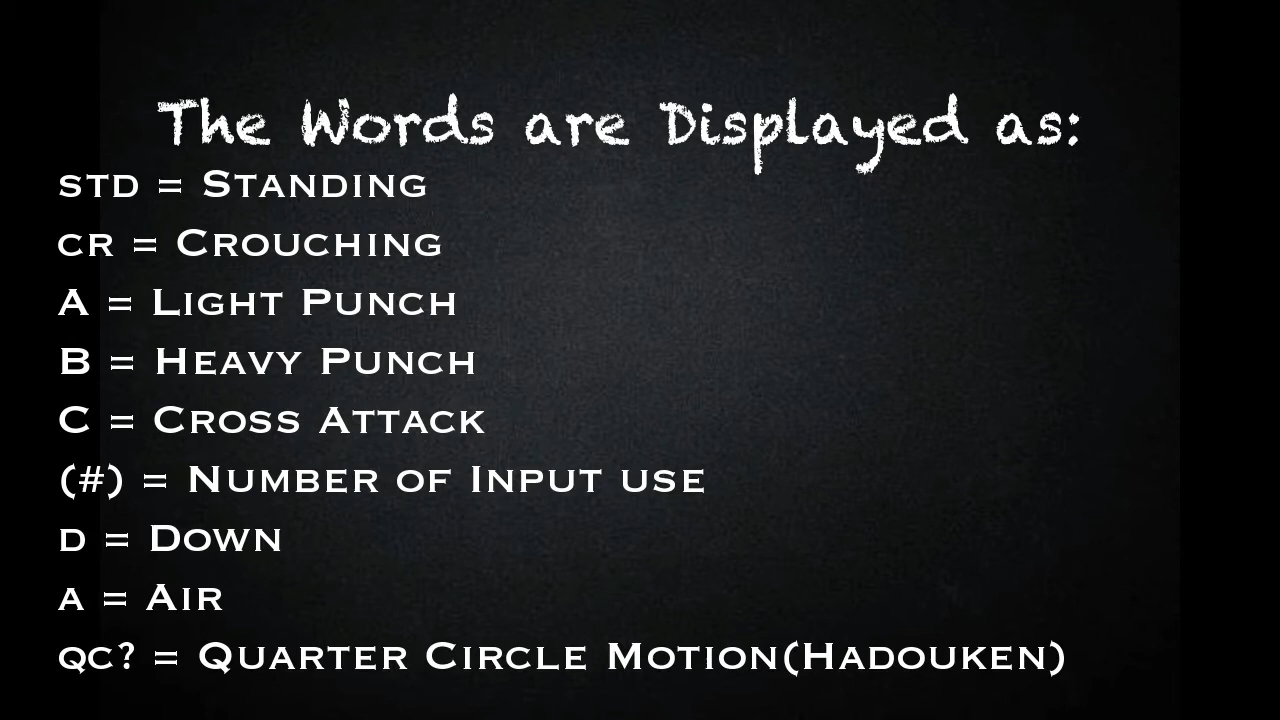 The Words are Displayed as:
std = Standing
cr = Crouching
A = Light Punch
B = Heavy Punch
C = Cross Attack
(#) = Number of Input use
d = Down
a = Air
qc? = Quarter Circle Motion(Hadouken)